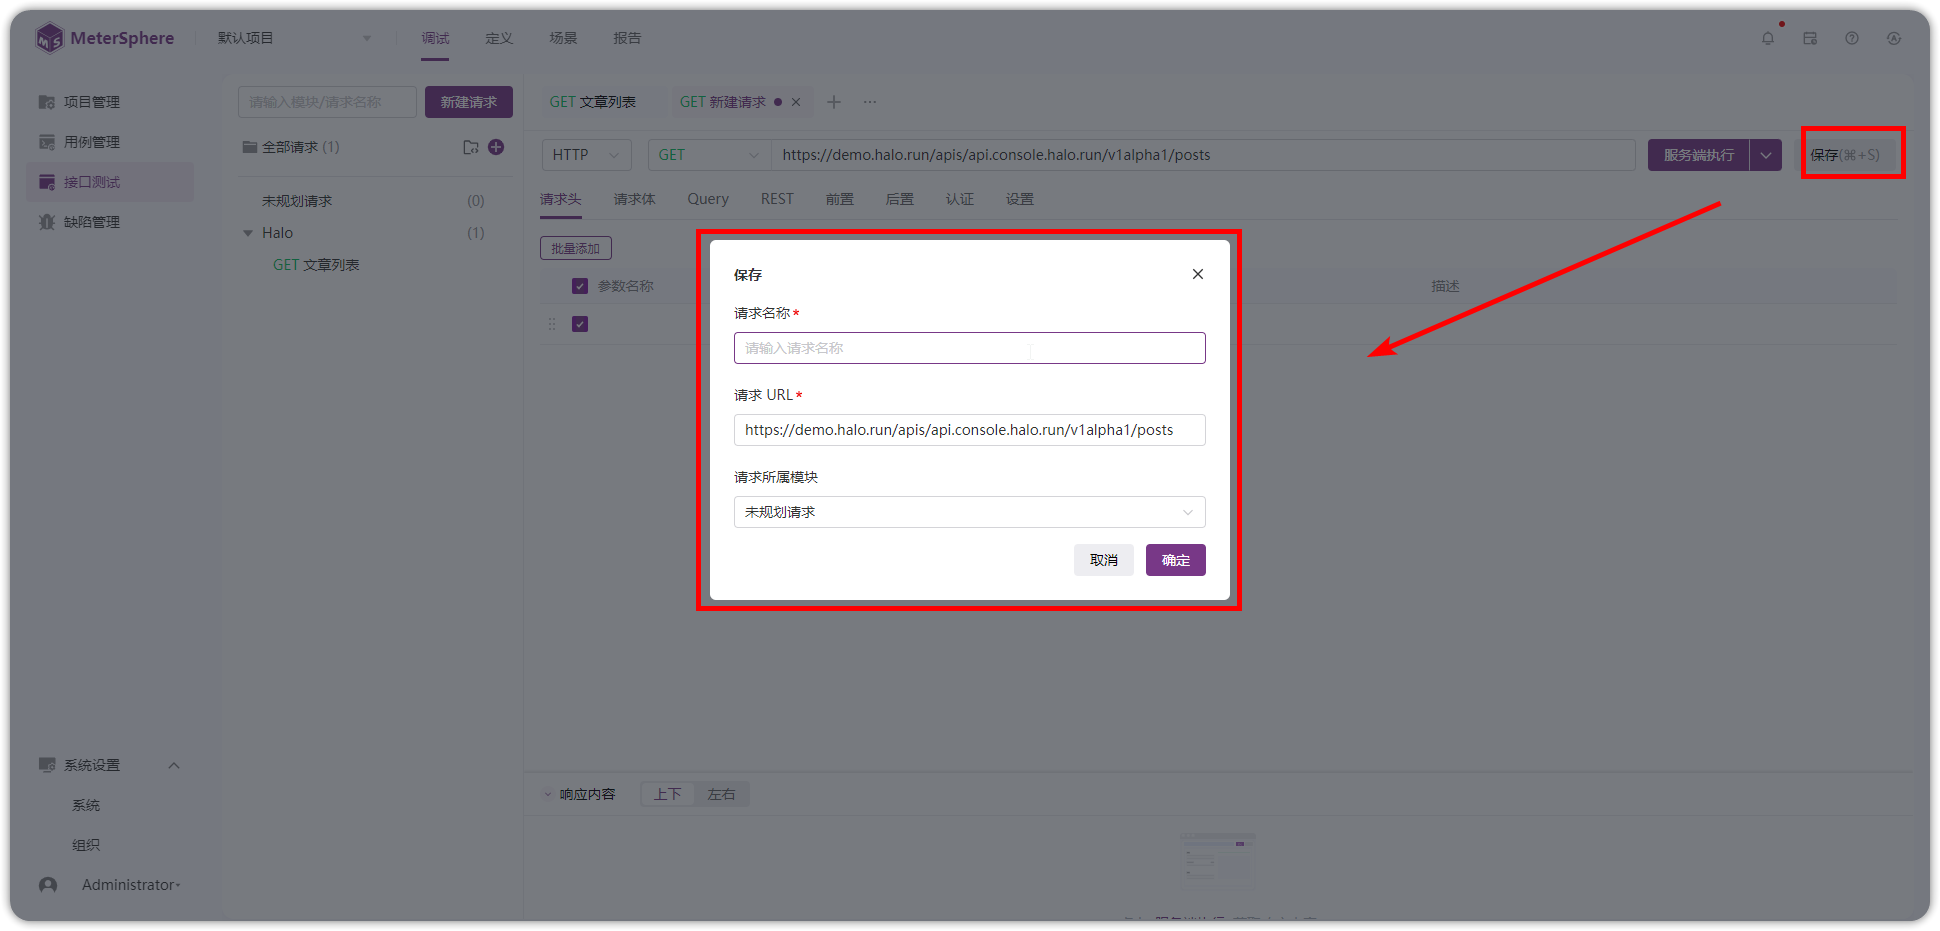 MeterSphere
默认项目
调试
定义
场景
报告
项目管理
用例管理
接口测试
缺陷管理
请输入模块/请求名称
新建请求
全部请求 (1)
未规划请求 (0)
Halo (1)
GET 文章列表
GET 文章列表
GET 新建请求
HTTP
GET
https://demo.halo.run/apis/api.console.halo.run/v1alpha1/posts
服务端执行
保存(⌘+S)
请求头
请求体
Query
REST
前置
后置
认证
设置
批量添加
参数名称
描述
保存
请求名称*
请输入请求名称
请求 URL*
https://demo.halo.run/apis/api.console.halo.run/v1alpha1/posts
请求所属模块
未规划请求
取消
确定
响应内容
上下
左右
系统设置
系统
组织
Administrator